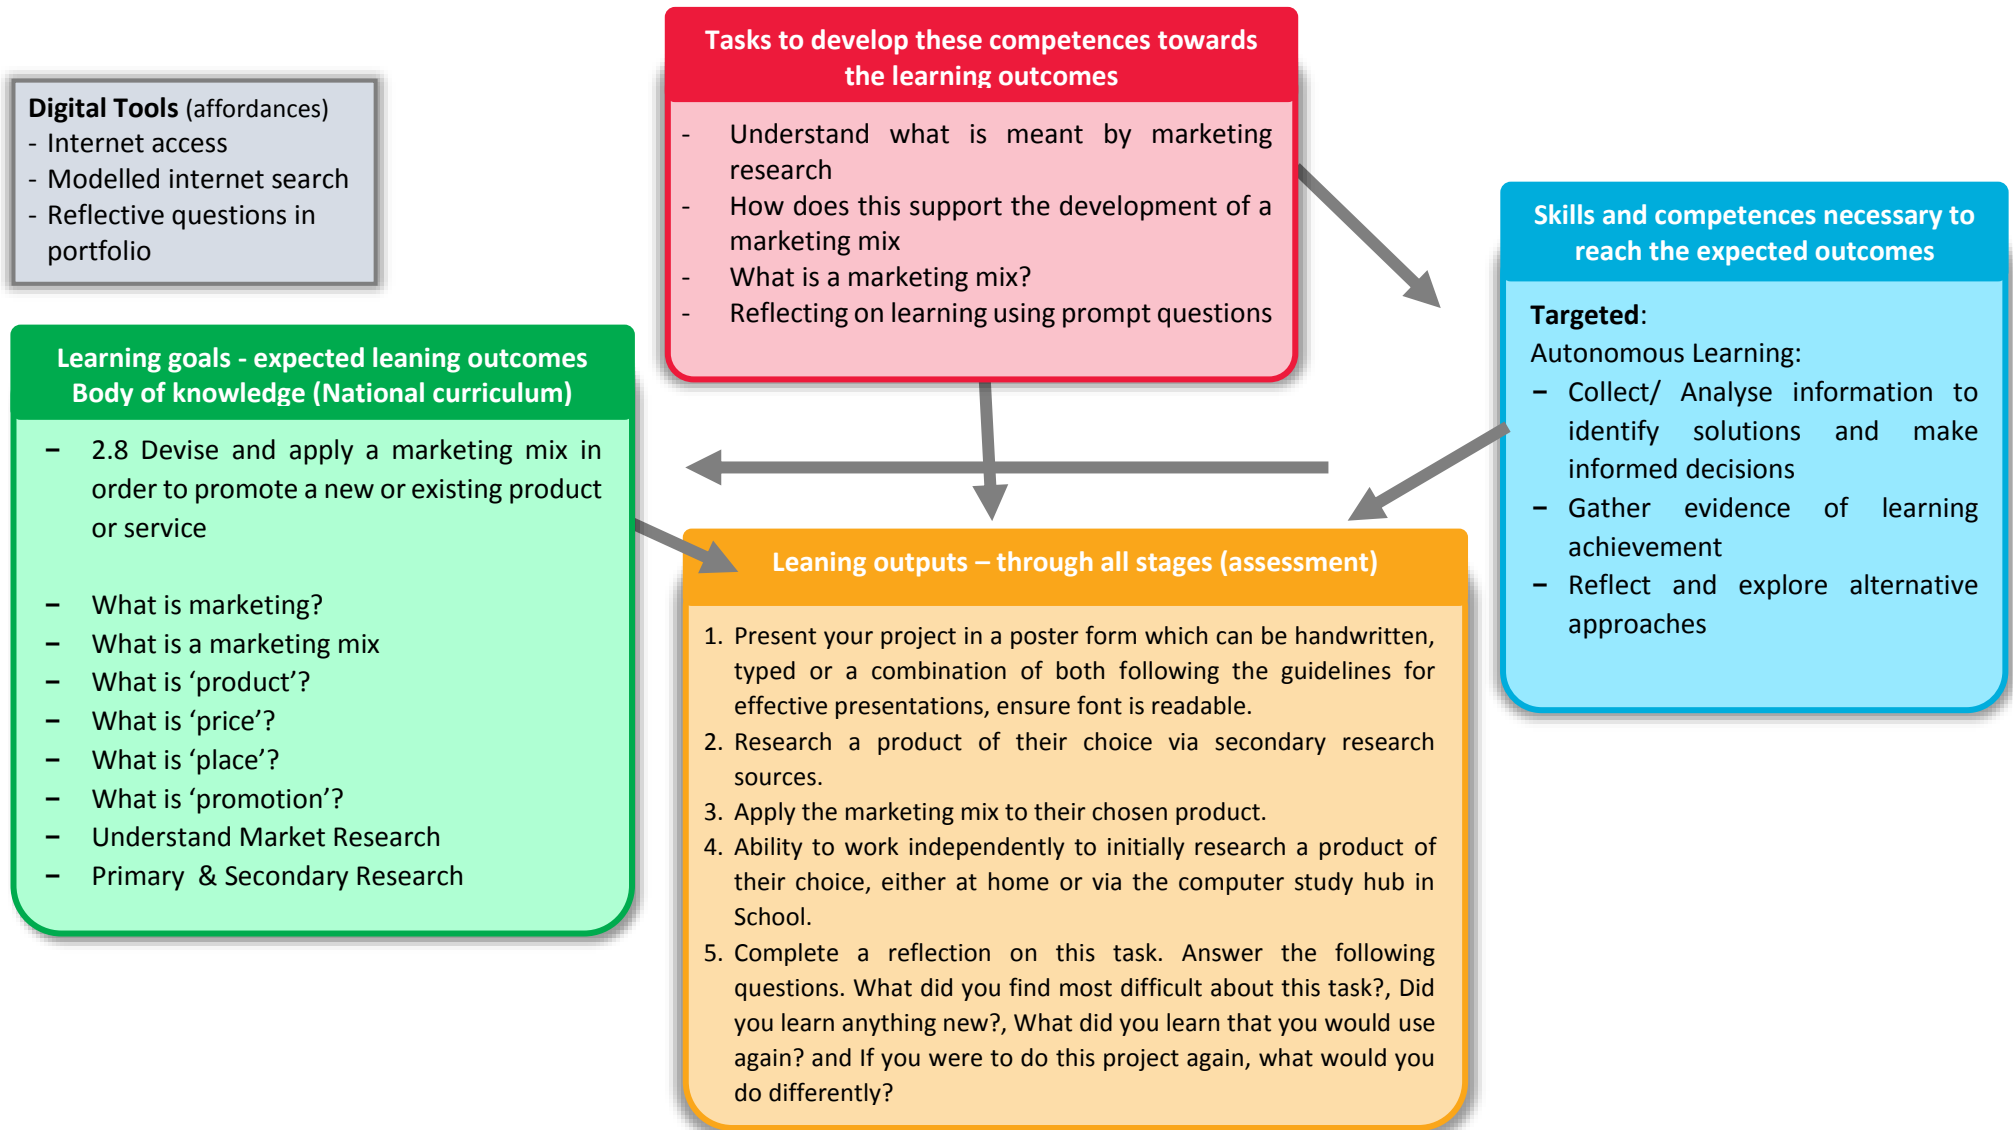 Digital Tools (affordances)
- Internet access
- Modelled internet search
- Reflective questions in
portfolio
Tasks to develop these competences towards
the learning outcomes
- Understand what is meant by marketing
research
- How does this support the development of a
marketing mix
- What is a marketing mix?
- Reflecting on learning using prompt questions
Skills and competences necessary to
reach the expected outcomes
Targeted:
Autonomous Learning:
− Collect/ Analyse information to
identify solutions and make
informed decisions
− Gather evidence of learning
achievement
− Reflect and explore alternative
approaches
Learning goals - expected leaning outcomes
Body of knowledge (National curriculum)
− 2.8 Devise and apply a marketing mix in
order to promote a new or existing product
or service
− What is marketing?
− What is a marketing mix
− What is ‘product’?
− What is ‘price’?
− What is ‘place’?
− What is ‘promotion’?
− Understand Market Research
− Primary & Secondary Research
Leaning outputs – through all stages (assessment)
1. Present your project in a poster form which can be handwritten,
typed or a combination of both following the guidelines for
effective presentations, ensure font is readable.
2. Research a product of their choice via secondary research
sources.
3. Apply the marketing mix to their chosen product.
4. Ability to work independently to initially research a product of
their choice, either at home or via the computer study hub in
School.
5. Complete a reflection on this task. Answer the following
questions. What did you find most difficult about this task?, Did
you learn anything new?, What did you learn that you would use
again? and If you were to do this project again, what would you
do differently?